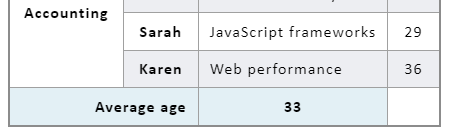 Accounting
Sarah JavaScript frameworks 29
Karen Web performance 36
Average age 33